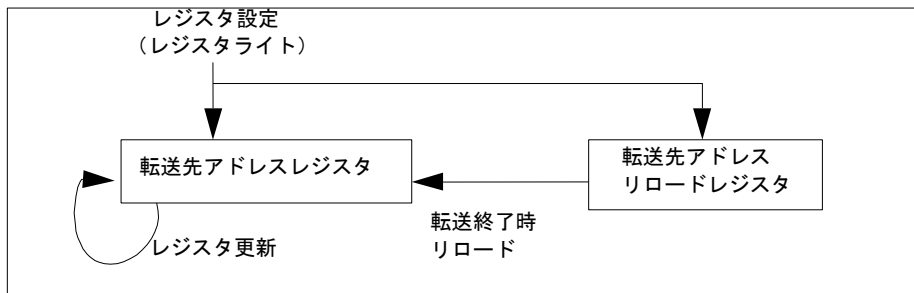 レジスタ設定
（レジスタライト）
転送先アドレスレジスタ
転送先アドレス
リロードレジスタ
転送終了時
リロード
レジスタ更新